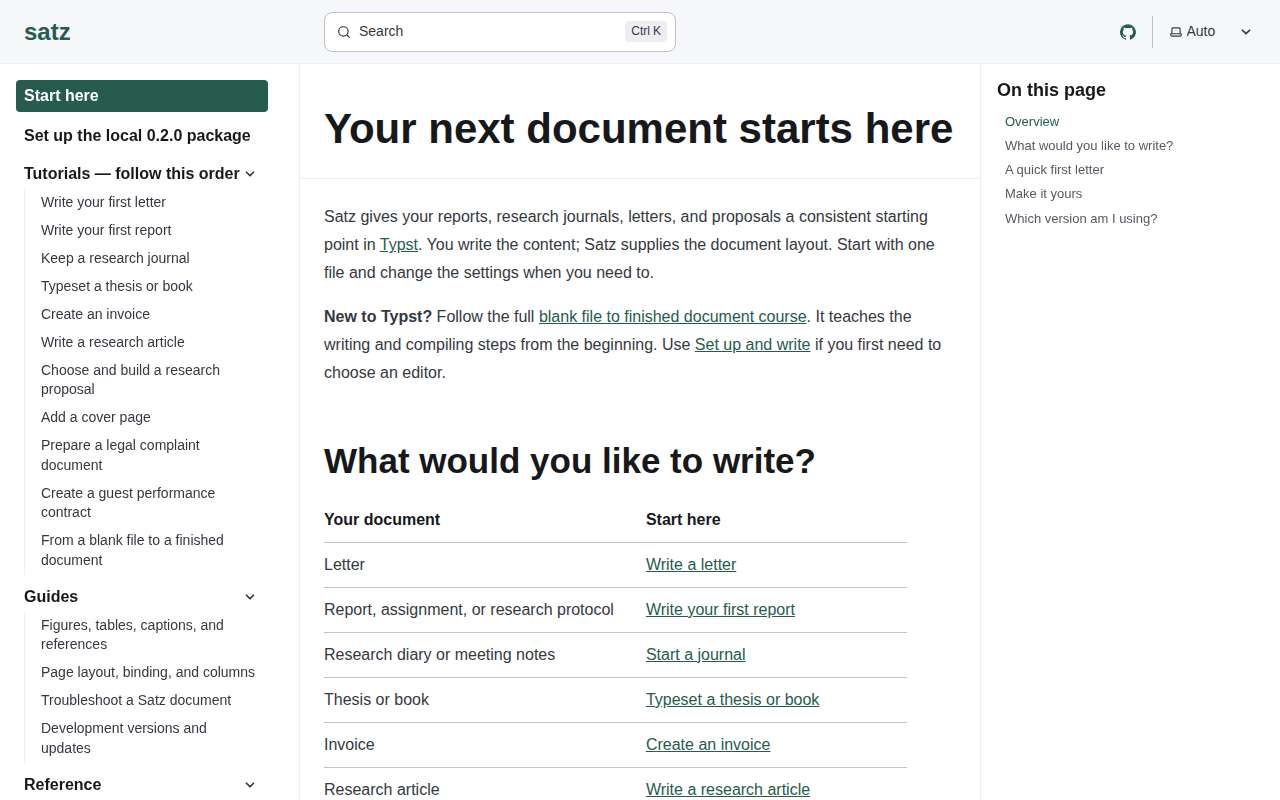 satz
Search
Ctrl K
Auto
Start here
Set up the local 0.2.0 package
Tutorials — follow this order
Write your first letter
Write your first report
Keep a research journal
Typeset a thesis or book
Create an invoice
Write a research article
Choose and build a research
proposal
Add a cover page
Prepare a legal complaint
document
Create a guest performance
contract
From a blank file to a finished
document
Guides
Figures, tables, captions, and
references
Page layout, binding, and columns
Troubleshoot a Satz document
Development versions and
updates
Reference
Your next document starts here
Satz gives your reports, research journals, letters, and proposals a consistent starting
point in Typst. You write the content; Satz supplies the document layout. Start with one
file and change the settings when you need to.
New to Typst? Follow the full blank file to finished document course. It teaches the
writing and compiling steps from the beginning. Use Set up and write if you first need to
choose an editor.
What would you like to write?
Your document Start here
Letter Write a letter
Report, assignment, or research protocol Write your first report
Research diary or meeting notes Start a journal
Thesis or book Typeset a thesis or book
Invoice Create an invoice
Research article Write a research article
On this page
Overview
What would you like to write?
A quick first letter
Make it yours
Which version am I using?